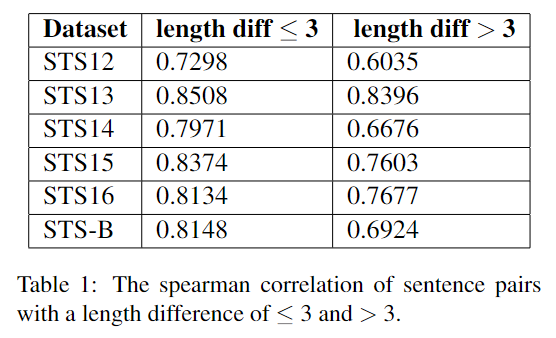 Dataset length diff ≤ 3 length diff > 3
STS12 0.7298 0.6035
STS13 0.8508 0.8396
STS14 0.7971 0.6676
STS15 0.8374 0.7603
STS16 0.8134 0.7677
STS-B 0.8148 0.6924
Table 1: The spearman correlation of sentence pairs
with a length difference of ≤ 3 and > 3.